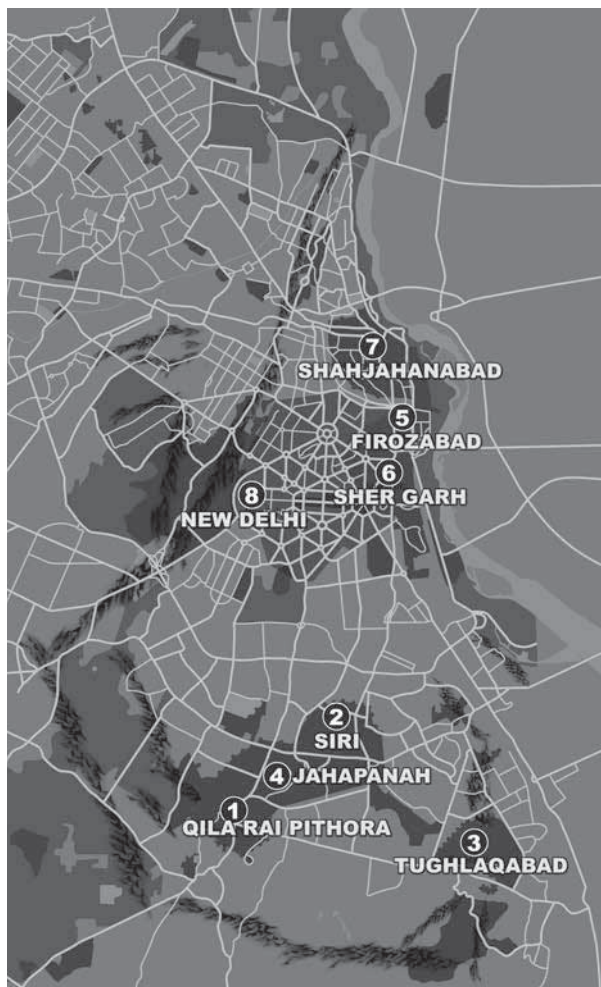 7
SHAHJAHANABAD
5
FIROZABAD
6
SHER GARH
8
NEW DELHI
2
SIRI
4 JAHAPANAH
1
QILA RAI PITHORA
3
TUGHLAQABAD